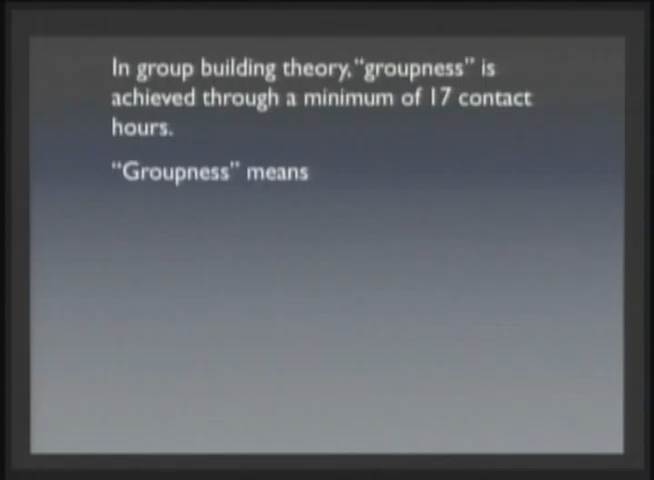 In group building theory,“groupness” is
achieved through a minimum of 17 contact
hours.
“Groupness” means